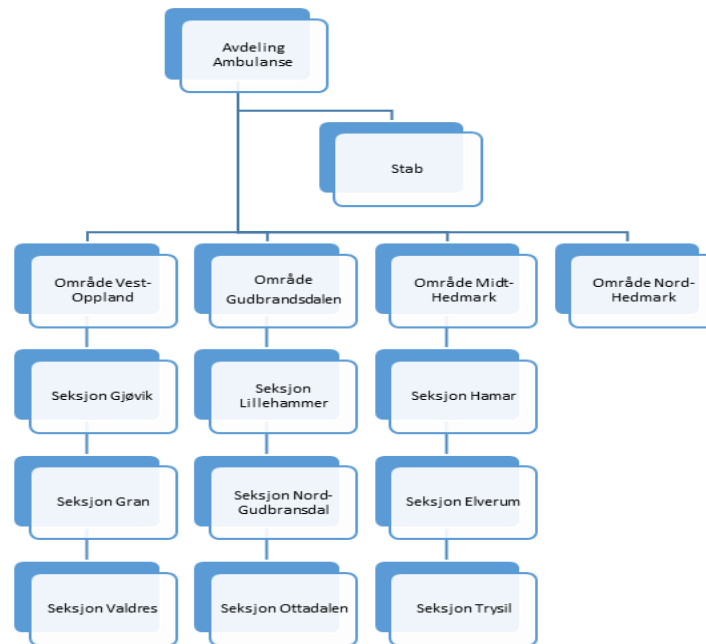 Avdeling
Ambulanse
Stab
Område Vest-
Oppland
Område
Gudbrandsdalen
Område Midt-
Hedmark
Område Nord-
Hedmark
Seksjon Gjøvik
Seksjon
Lillehammer
Seksjon Hamar
Seksjon Gran
Seksjon Nord-
Gudbransdal
Seksjon Elverum
Seksjon Valdres
Seksjon Ottadalen
Seksjon Trysil